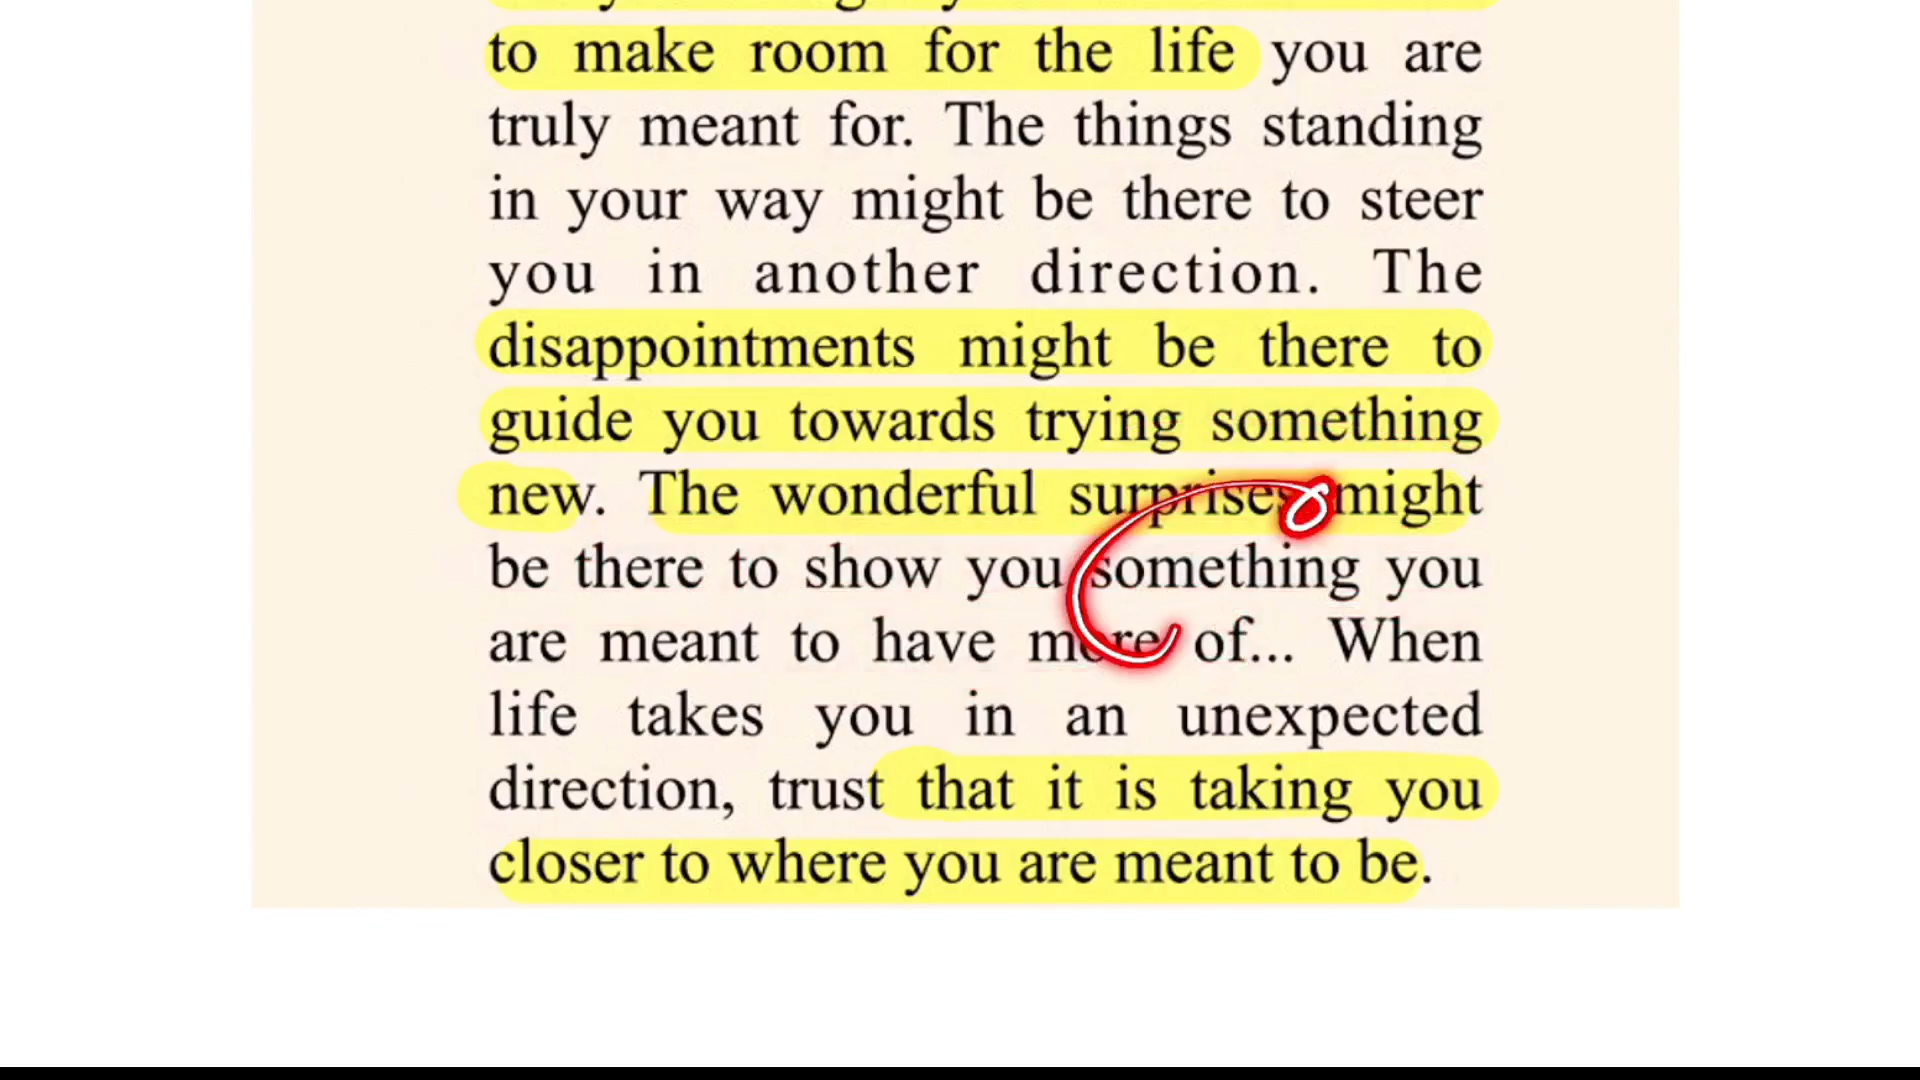 to make room for the life you are
truly meant for. The things standing
in your way might be there to steer
you in another direction. The
disappointments might be there to
guide you towards trying something
new. The wonderful surprises might
be there to show you something you
are meant to have more of... When
life takes you in an unexpected
direction, trust that it is taking you
closer to where you are meant to be.